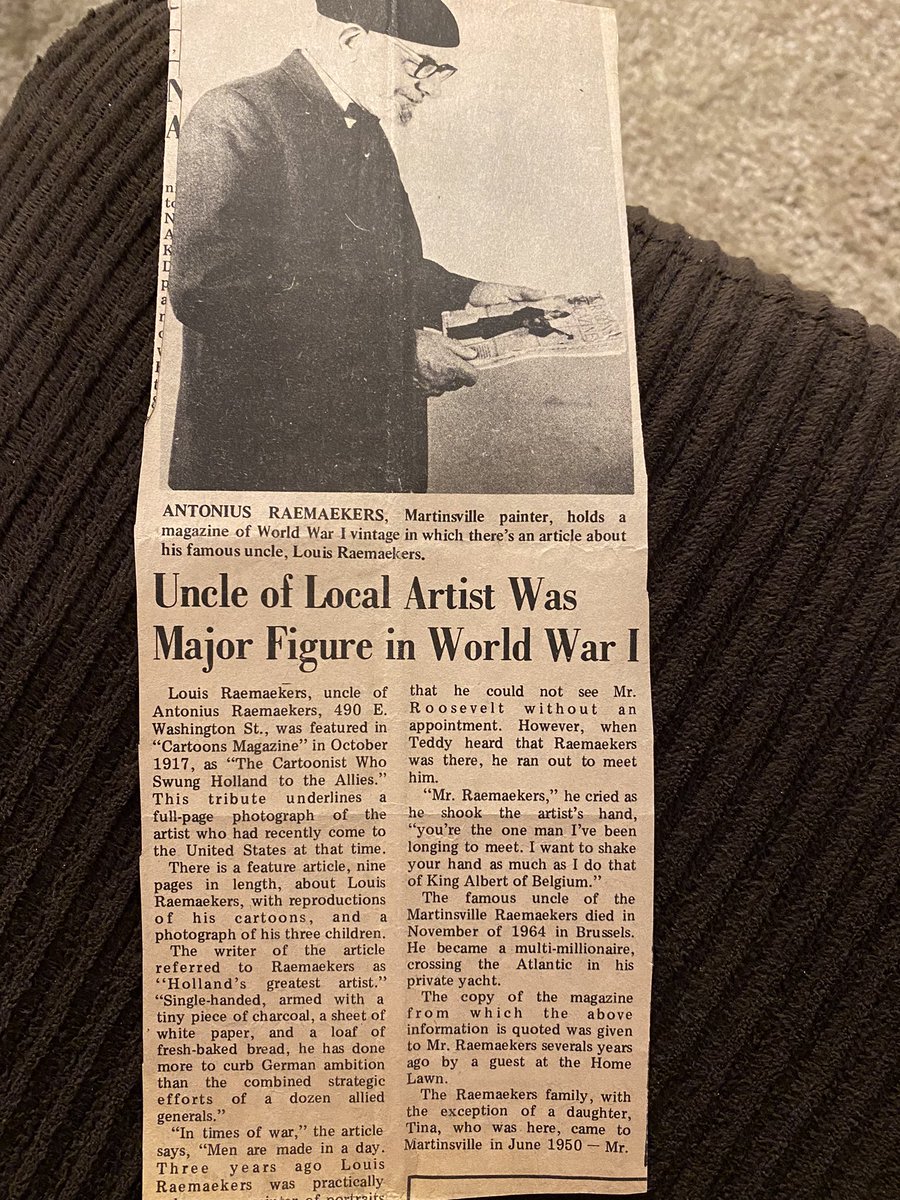 ANTONIUS RAEMAEKERS, Martinsville painter, holds a
magazine of World War I vintage in which there's an article about
his famous uncle, Louis Raemaekers.
Uncle of Local Artist Was
Major Figure in World War I
Louis Raemaekers, uncle of
Antonius Raemaekers, 490 E.
Washington St., was featured in
“Cartoons Magazine” in October
1917, as “The Cartoonist Who
Swung Holland to the Allies.”
This tribute underlines a
full-page photograph of the
artist who had recently come to
the United States at that time.
There is a feature article, nine
pages in length, about Louis
Raemaekers, with reproductions
of his cartoons, and a
photograph of his three children.
The writer of the article
referred to Raemaekers as
“Holland's greatest artist.”
“Single-handed, armed with a
tiny piece of charcoal, a sheet of
white paper, and a loaf of
fresh-baked bread, he has done
more to curb German ambition
than the combined strategic
efforts of a dozen allied
generals.”
“In times of war,” the article
says, “Men are made in a day.
Three years ago Louis
Raemaekers was practically
of portraits
that he could not see Mr.
Roosevelt without an
appointment. However, when
Teddy heard that Raemaekers
was there, he ran out to meet
him.
“Mr. Raemaekers,” he cried as
he shook the artist's hand,
“you're the one man I've been
longing to meet. I want to shake
your hand as much as I do that
of King Albert of Belgium.”
The famous uncle of the
Martinsville Raemaekers died in
November of 1964 in Brussels.
He became a multi-millionaire,
crossing the Atlantic in his
private yacht.
The copy of the magazine
from which the above
information is quoted was given
to Mr. Raemaekers severals years
ago by a guest at the Home
Lawn.
The Raemaekers family, with
the exception of a daughter,
Tina, who was here, came to
Martinsville in June 1950 — Mr.